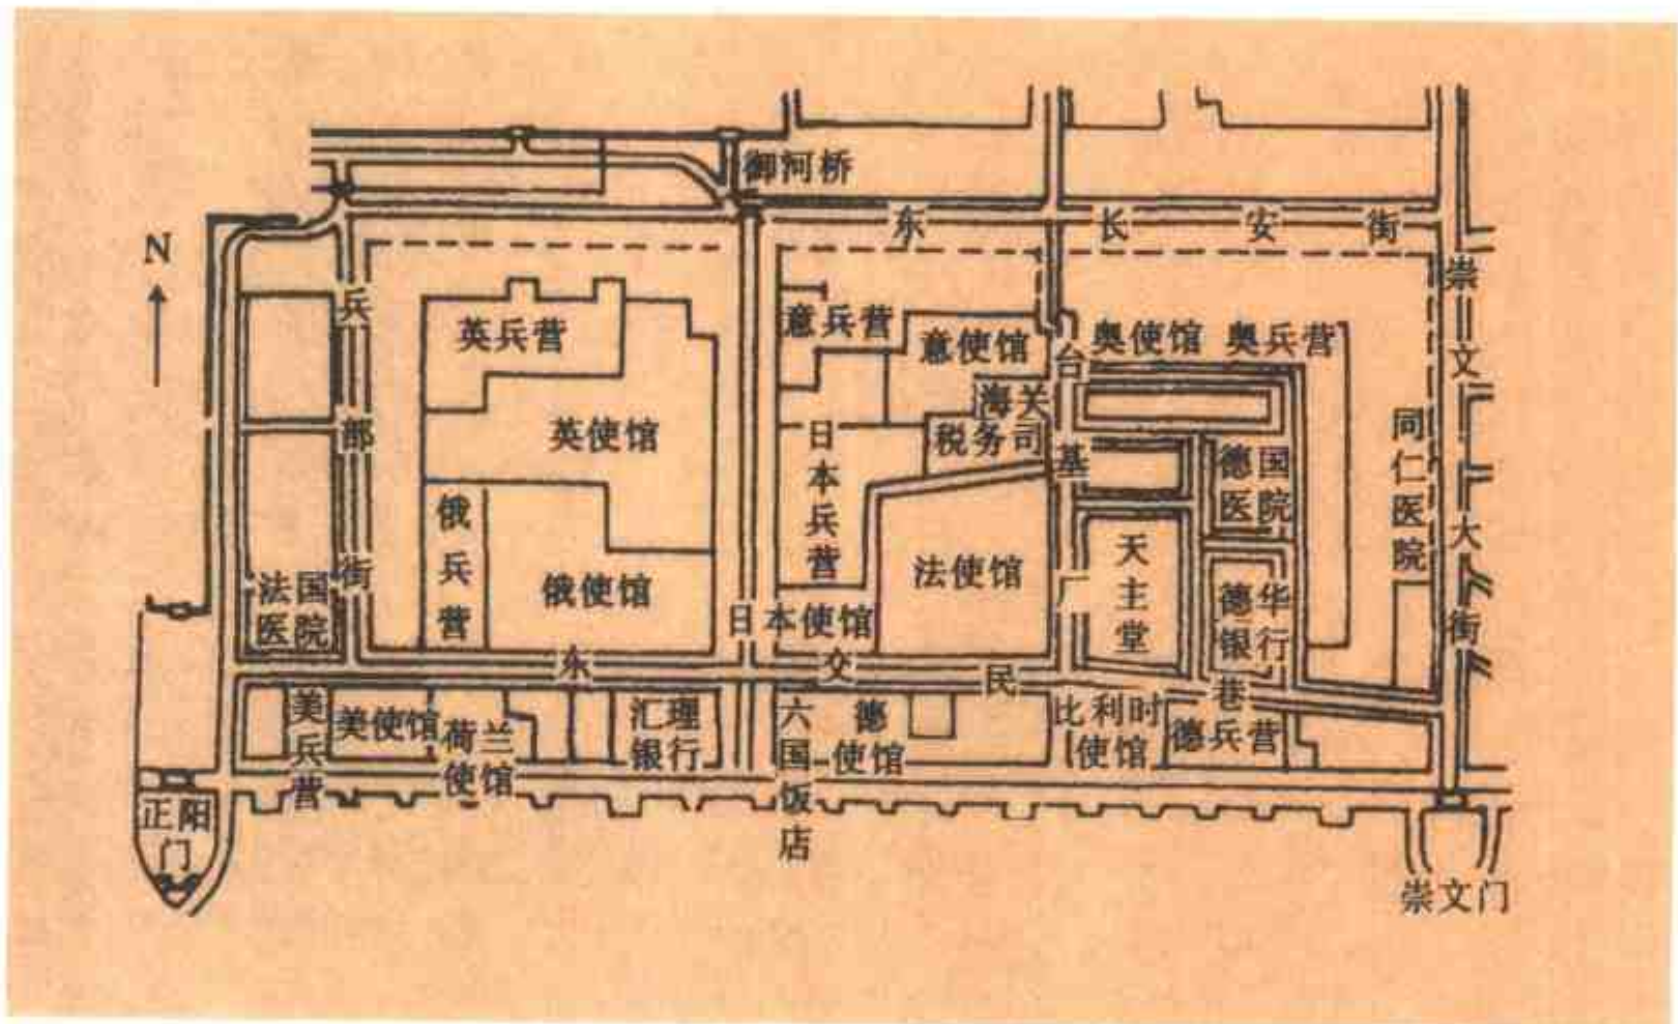 御河桥
东长安街
N
兵部街
崇文大街
意兵营
英兵营
意使馆
奥使馆
奥兵营
台基厂
海关
税务司
英使馆
日本兵营
同仁医院
德国
医院
俄兵营
法使馆
天主堂
法国
医院
俄使馆
德华
银行
日本使馆
东交民巷
美兵营
美使馆
荷兰
使馆
汇理
银行
六国饭店
德
使馆
比利时
使馆
德兵营
正阳
门
崇文门